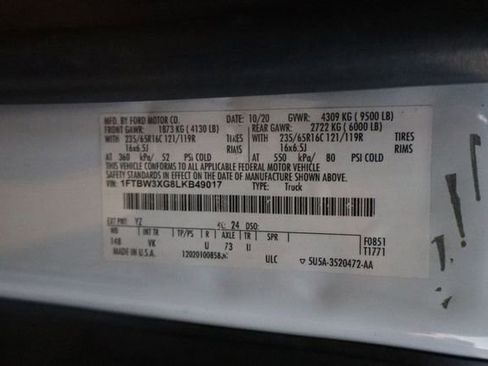 MFD. BY FORD MOTOR CO. DATE: 10/20 GVWR: 4309 KG ( 9500 LB)
FRONT GAWR: 1873 KG ( 4130 LB) REAR GAWR: 2722 KG ( 6000 LB)
235/65R16C 121/119R TIRES 235/65R16C 121/119R TIRES
16x6.5J RIMS 16x6.5J RIMS
AT 360 kPa/ 52 PSi COLD AT 550 kPa/ 80 PSi COLD
THIS VEHICLE CONFORMS TO ALL APPLICABLE FEDERAL MOTOR VEHICLE
SAFETY STANDARDS IN EFFECT ON THE DATE OF MANUFACTURE SHOWN ABOVE.
VIN: 1FTBW3XG8LKB49017 TYPE: Truck
EXT PNT: YZ RC: 24 DSO:
WB INT TR TP/PS R AXLE TR SPR F0851
148 VK U 73 U T1771
MADE IN U.S.A. ULC ▽ 5U5A-3520472-AA